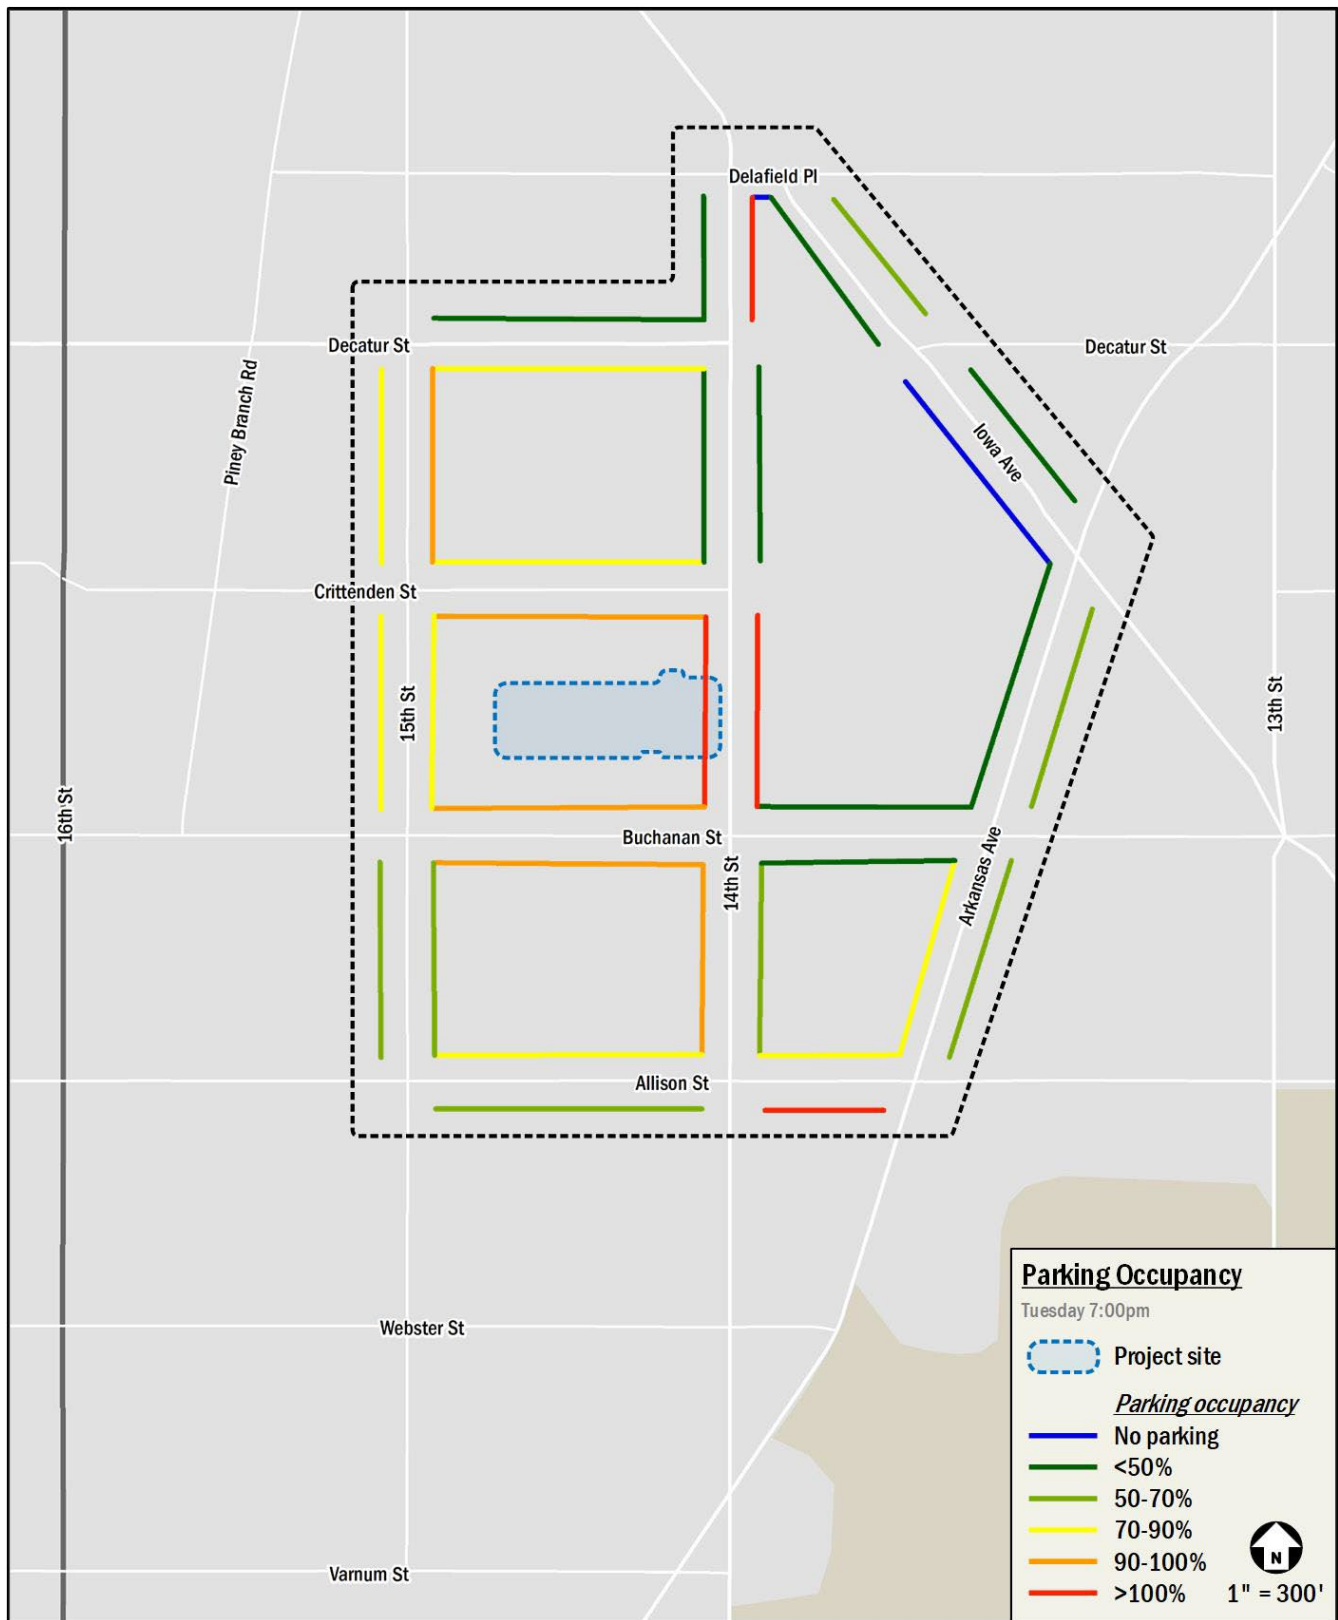 Delafield Pl
Decatur St
Decatur St
Piney Branch Rd
Iowa Ave
Crittenden St
15th St
13th St
16th St
Buchanan St
14th St
Arkansas Ave
Allison St
Webster St
Varnum St
Parking Occupancy
Tuesday 7:00pm
Project site
Parking occupancy
No parking
<50%
50-70%
70-90%
90-100%
>100%
N
1" = 300'